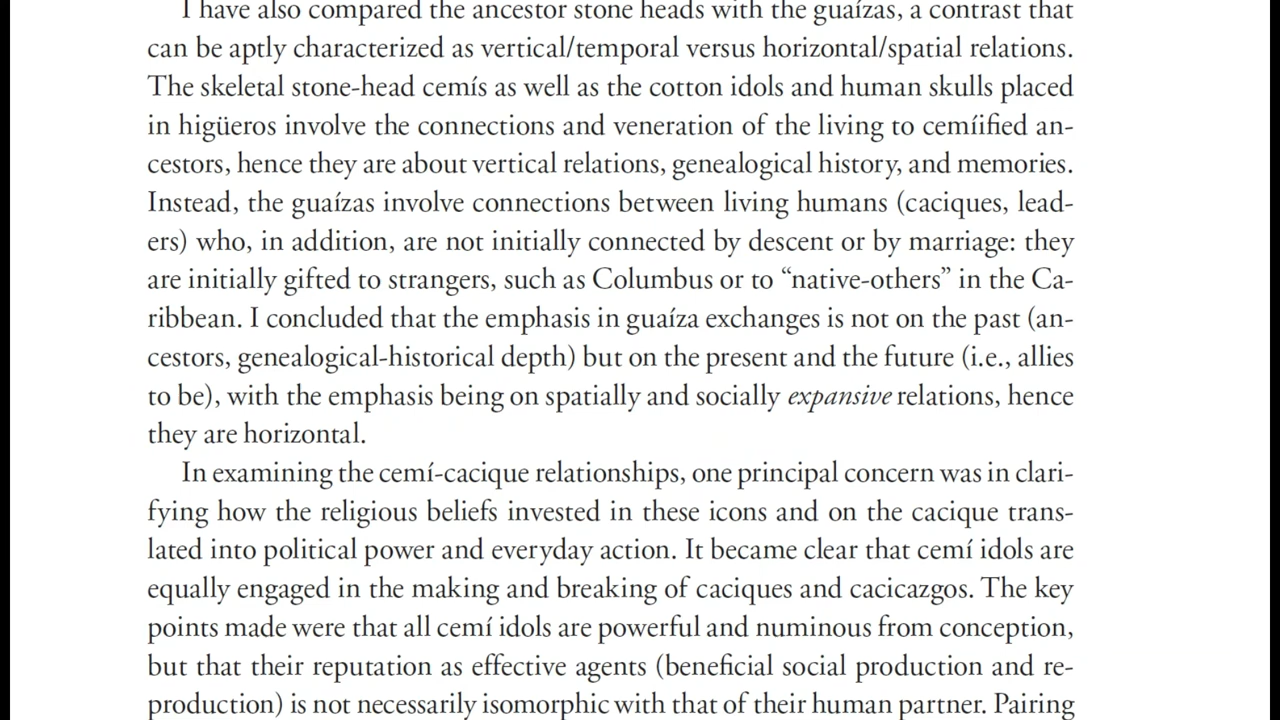 I have also compared the ancestor stone heads with the guaízas, a contrast that
can be aptly characterized as vertical/temporal versus horizontal/spatial relations.
The skeletal stone-head cemís as well as the cotton idols and human skulls placed
in higüeros involve the connections and veneration of the living to cemíified an-
cestors, hence they are about vertical relations, genealogical history, and memories.
Instead, the guaízas involve connections between living humans (caciques, lead-
ers) who, in addition, are not initially connected by descent or by marriage: they
are initially gifted to strangers, such as Columbus or to “native-others” in the Ca-
ribbean. I concluded that the emphasis in guaíza exchanges is not on the past (an-
cestors, genealogical-historical depth) but on the present and the future (i.e., allies
to be), with the emphasis being on spatially and socially expansive relations, hence
they are horizontal.
In examining the cemí-cacique relationships, one principal concern was in clari-
fying how the religious beliefs invested in these icons and on the cacique trans-
lated into political power and everyday action. It became clear that cemí idols are
equally engaged in the making and breaking of caciques and cacicazgos. The key
points made were that all cemí idols are powerful and numinous from conception,
but that their reputation as effective agents (beneficial social production and re-
production) is not necessarily isomorphic with that of their human partner. Pairing